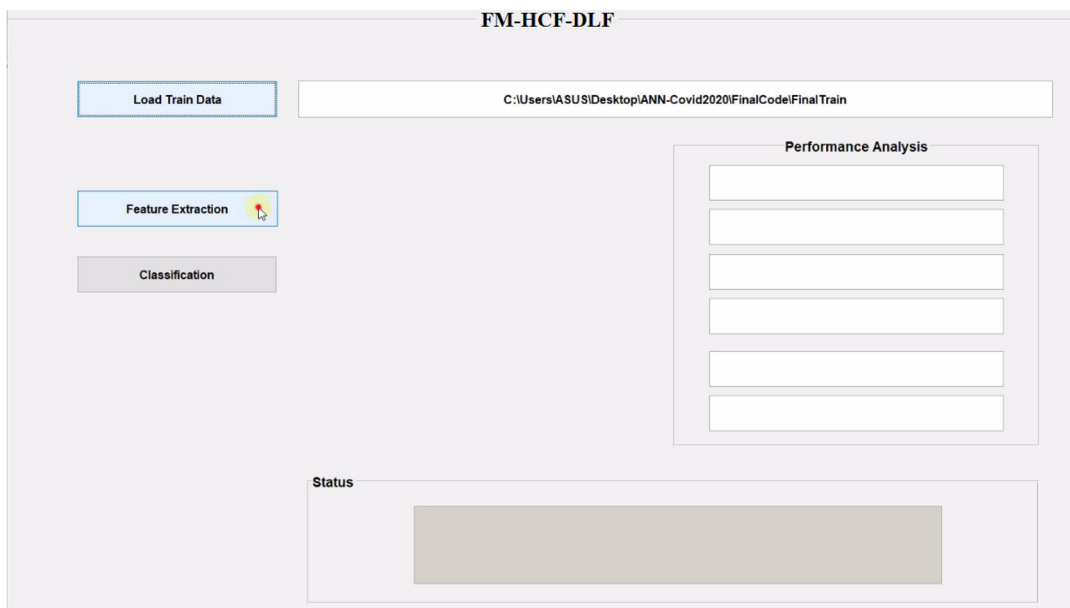 FM-HCF-DLF
Load Train Data
C:\Users\ASUS\Desktop\ANN-Covid2020\FinalCode\FinalTrain
Performance Analysis
Feature Extraction
Classification
Status